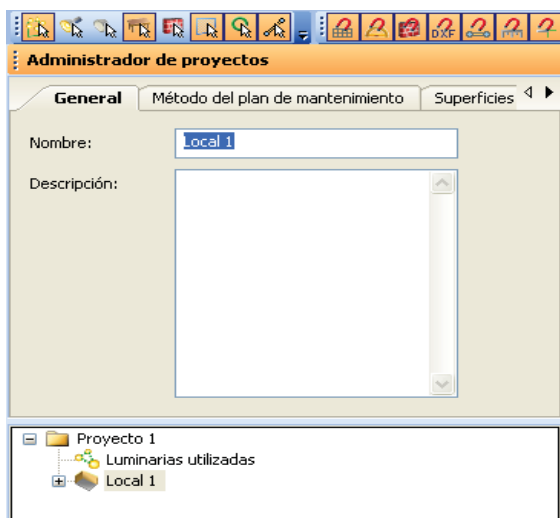 DXF
Administrador de proyectos
General Método del plan de mantenimiento Superficies
Nombre: Local 1
Descripción:
Proyecto 1
Luminarias utilizadas
Local 1